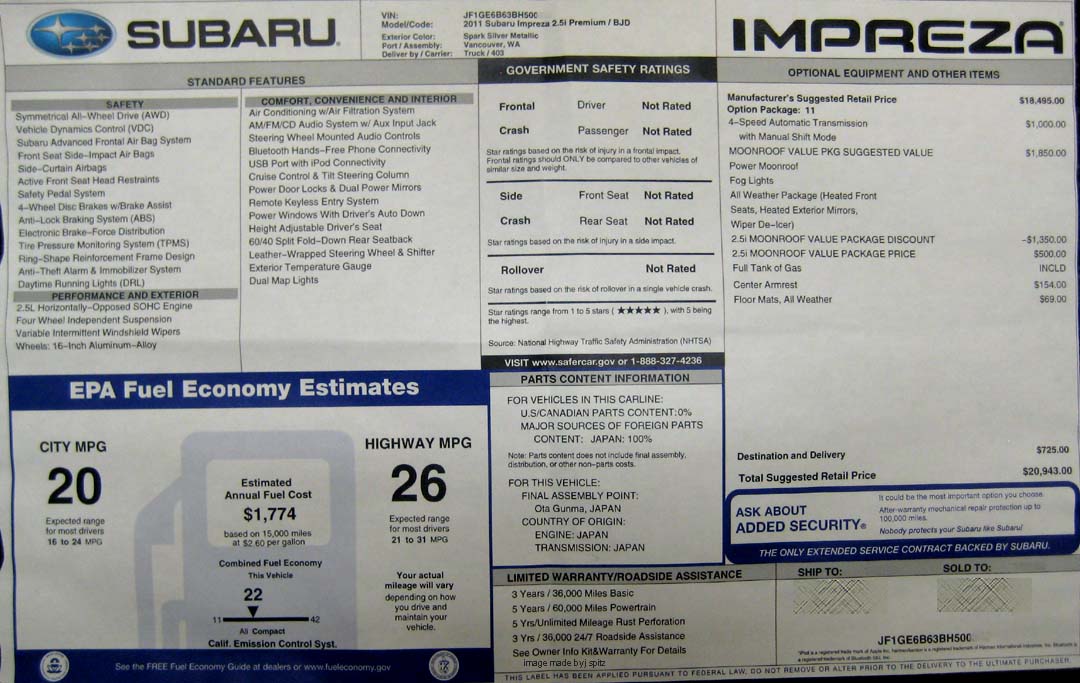 SUBARU.
VIN: JF1GE6B63BH500
Model/Code: 2011 Subaru Impreza 2.5i Premium / BJD
Exterior Color: Spark Silver Metallic
Port / Assembly: Vancouver, WA
Deliver by / Carrier: Truck / 403
IMPREZA
STANDARD FEATURES
SAFETY
Symmetrical All-Wheel Drive (AWD)
Vehicle Dynamics Control (VDC)
Subaru Advanced Frontal Air Bag System
Front Seat Side-Impact Air Bags
Side-Curtain Airbags
Active Front Seat Head Restraints
Safety Pedal System
4-Wheel Disc Brakes w/Brake Assist
Anti-Lock Braking System (ABS)
Electronic Brake-Force Distribution
Tire Pressure Monitoring System (TPMS)
Ring-Shape Reinforcement Frame Design
Anti-Theft Alarm & Immobilizer System
Daytime Running Lights (DRL)
PERFORMANCE AND EXTERIOR
2.5L Horizontally-Opposed SOHC Engine
Four Wheel Independent Suspension
Variable Intermittent Windshield Wipers
Wheels: 16-Inch Aluminum-Alloy
COMFORT, CONVENIENCE AND INTERIOR
Air Conditioning w/Air Filtration System
AM/FM/CD Audio System w/ Aux Input Jack
Steering Wheel Mounted Audio Controls
Bluetooth Hands-Free Phone Connectivity
USB Port with iPod Connectivity
Cruise Control & Tilt Steering Column
Power Door Locks & Dual Power Mirrors
Remote Keyless Entry System
Power Windows With Driver's Auto Down
Height Adjustable Driver's Seat
60/40 Split Fold-Down Rear Seatback
Leather-Wrapped Steering Wheel & Shifter
Exterior Temperature Gauge
Dual Map Lights
GOVERNMENT SAFETY RATINGS
Frontal Driver Not Rated
Crash Passenger Not Rated
Star ratings based on the risk of injury in a frontal impact.
Frontal ratings should ONLY be compared to other vehicles of
similar size and weight.
Side Front Seat Not Rated
Crash Rear Seat Not Rated
Star ratings based on the risk of injury in a side impact.
Rollover Not Rated
Star ratings based on the risk of rollover in a single vehicle crash.
Star ratings range from 1 to 5 stars ( ★★★★★ ), with 5 being
the highest.
Source: National Highway Traffic Safety Administration (NHTSA)
VISIT www.safercar.gov or 1-888-327-4236
OPTIONAL EQUIPMENT AND OTHER ITEMS
Manufacturer's Suggested Retail Price $18,495.00
Option Package: 11
4-Speed Automatic Transmission $1,000.00
with Manual Shift Mode
MOONROOF VALUE PKG SUGGESTED VALUE $1,850.00
Power Moonroof
Fog Lights
All Weather Package (Heated Front
Seats, Heated Exterior Mirrors,
Wiper De-Icer)
2.5i MOONROOF VALUE PACKAGE DISCOUNT -$1,350.00
2.5i MOONROOF VALUE PACKAGE PRICE $500.00
Full Tank of Gas INCLD
Center Armrest $154.00
Floor Mats, All Weather $69.00
Destination and Delivery $725.00
Total Suggested Retail Price $20,943.00
EPA Fuel Economy Estimates
CITY MPG
20
Expected range
for most drivers
16 to 24 MPG
Estimated
Annual Fuel Cost
$1,774
based on 15,000 miles
at $2.60 per gallon
Combined Fuel Economy
This Vehicle
22
11 42
All Compact
Calif. Emission Control Syst.
HIGHWAY MPG
26
Expected range
for most drivers
21 to 31 MPG
Your actual
mileage will vary
depending on how
you drive and
maintain your
vehicle.
See the FREE Fuel Economy Guide at dealers or www.fueleconomy.gov
PARTS CONTENT INFORMATION
FOR VEHICLES IN THIS CARLINE:
U.S/CANADIAN PARTS CONTENT:0%
MAJOR SOURCES OF FOREIGN PARTS
CONTENT: JAPAN: 100%
Note: Parts content does not include final assembly,
distribution, or other non-parts costs.
FOR THIS VEHICLE:
FINAL ASSEMBLY POINT:
Ota Gunma, JAPAN
COUNTRY OF ORIGIN:
ENGINE: JAPAN
TRANSMISSION: JAPAN
ASK ABOUT
ADDED SECURITY®
It could be the most important option you choose.
After-warranty mechanical repair protection up to
100,000 miles.
Nobody protects your Subaru like Subaru!
THE ONLY EXTENDED SERVICE CONTRACT BACKED BY SUBARU.
LIMITED WARRANTY/ROADSIDE ASSISTANCE
3 Years / 36,000 Miles Basic
5 Years / 60,000 Miles Powertrain
5 Yrs/Unlimited Mileage Rust Perforation
3 Yrs / 36,000 24/7 Roadside Assistance
See Owner Info Kit&Warranty For Details
image made byj spitz
SHIP TO:
SOLD TO:
JF1GE6B63BH500
THIS LABEL HAS BEEN APPLIED PURSUANT TO FEDERAL LAW, DO NOT REMOVE OR ALTER PRIOR TO THE DELIVERY TO THE ULTIMATE PURCHASER.